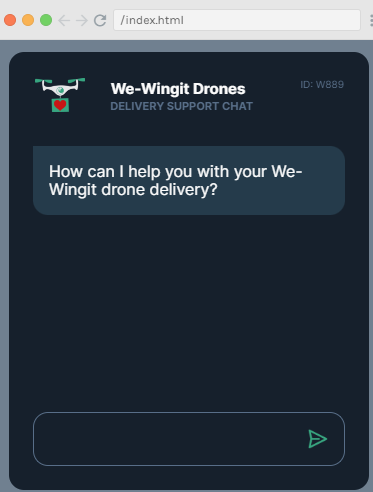 /index.html
We-Wingit Drones
ID: W889
DELIVERY SUPPORT CHAT
How can I help you with your We-
Wingit drone delivery?